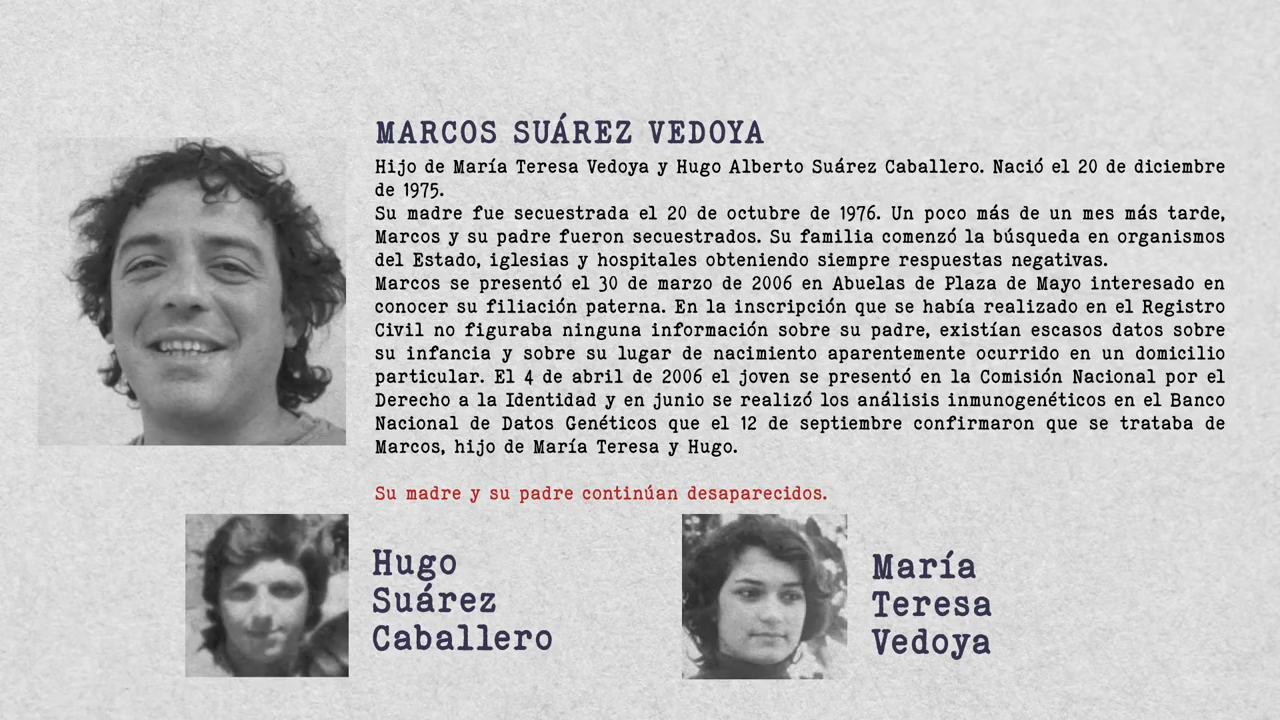 MARCOS SUÁREZ VEDOYA
Hijo de María Teresa Vedoya y Hugo Alberto Suárez Caballero. Nació el 20 de diciembre
de 1975.
Su madre fue secuestrada el 20 de octubre de 1976. Un poco más de un mes más tarde,
Marcos y su padre fueron secuestrados. Su familia comenzó la búsqueda en organismos
del Estado, iglesias y hospitales obteniendo siempre respuestas negativas.
Marcos se presentó el 30 de marzo de 2006 en Abuelas de Plaza de Mayo interesado en
conocer su filiación paterna. En la inscripción que se había realizado en el Registro
Civil no figuraba ninguna información sobre su padre, existían escasos datos sobre
su infancia y sobre su lugar de nacimiento aparentemente ocurrido en un domicilio
particular. El 4 de abril de 2006 el joven se presentó en la Comisión Nacional por el
Derecho a la Identidad y en junio se realizó los análisis inmunogenéticos en el Banco
Nacional de Datos Genéticos que el 12 de septiembre confirmaron que se trataba de
Marcos, hijo de María Teresa y Hugo.
Su madre y su padre continúan desaparecidos.
Hugo
Suárez
Caballero
María
Teresa
Vedoya